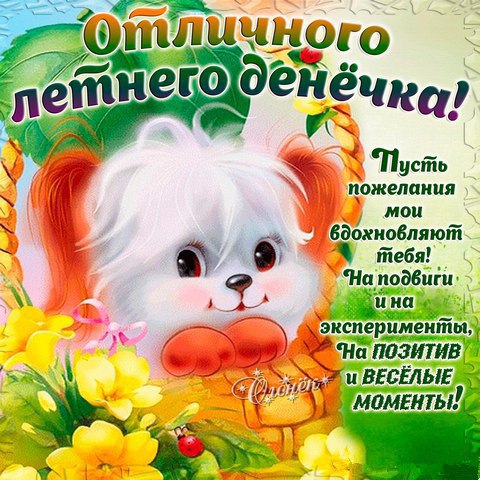 Отличного
летнего денёчка!
Пусть
пожелания
мои
вдохновляют
тебя!
На подвиги
и на
эксперименты,
На ПОЗИТИВ
и ВЕСЁЛЫЕ
МОМЕНТЫ!